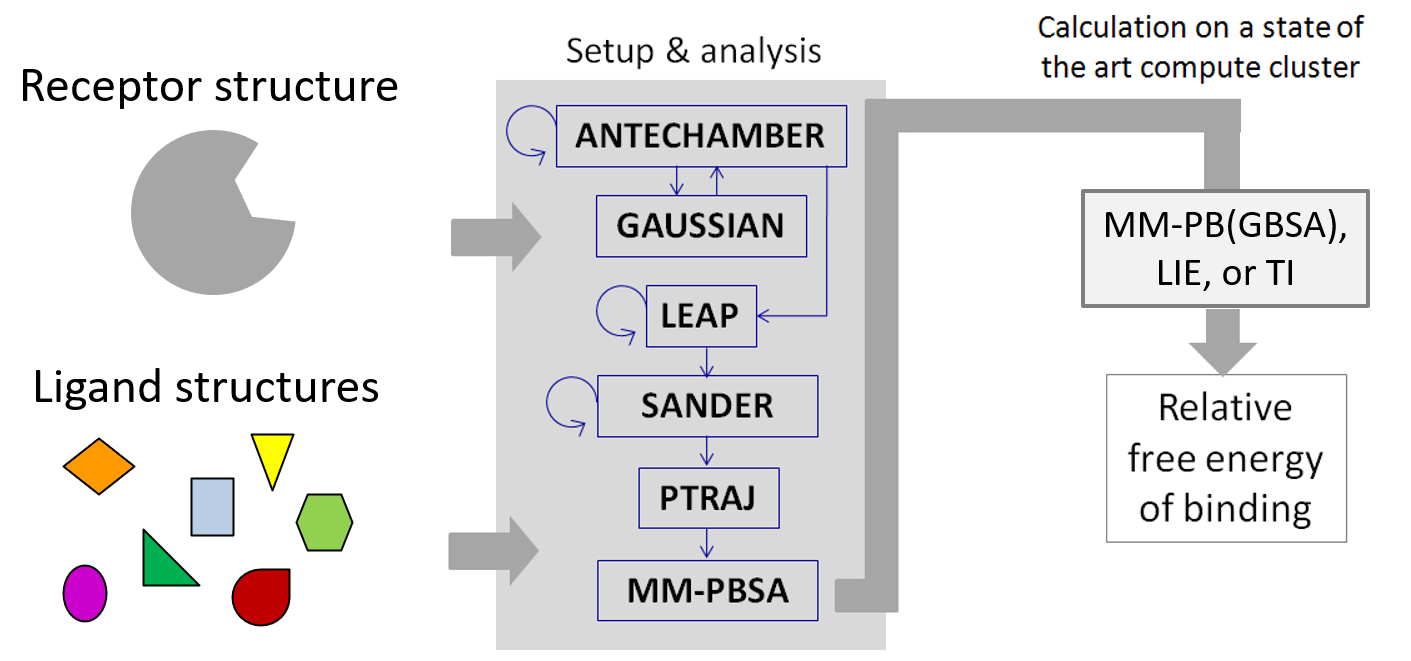 Receptor structure
Ligand structures
Setup & analysis
ANTECHAMBER
GAUSSIAN
LEAP
SANDER
PTRAJ
MM-PBSA
Calculation on a state of
the art compute cluster
MM-PB(GBSA),
LIE, or TI
Relative
free energy
of binding